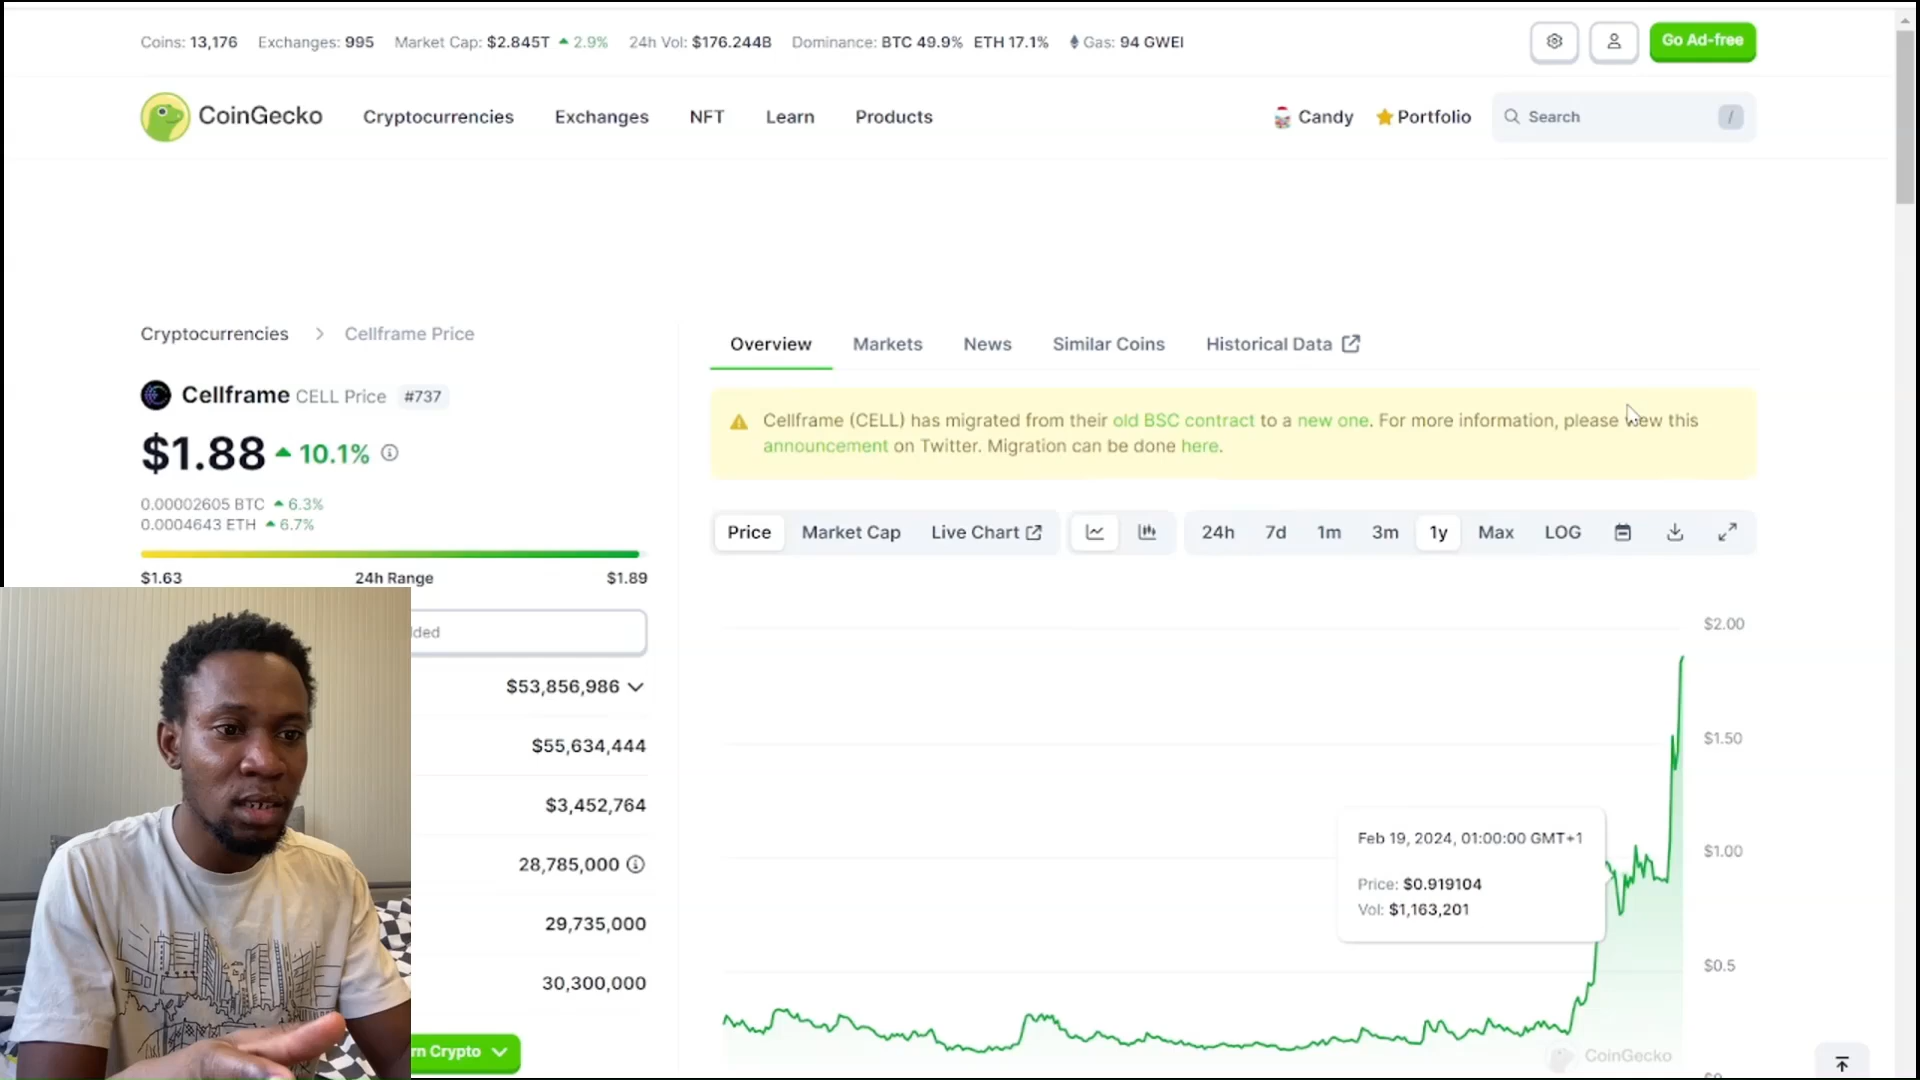 Coins: 13,176 Exchanges: 995 Market Cap: $2.845T 2.9% 24h Vol: $176.244B Dominance: BTC 49.9% ETH 17.1% Gas: 94 GWEI
Go Ad-free
CoinGecko Cryptocurrencies Exchanges NFT Learn Products Candy Portfolio Search /
Cryptocurrencies > Cellframe Price
Cellframe CELL Price #737
$1.88 10.1%
0.00002605 BTC 6.3%
0.0004643 ETH 6.7%
$1.63 24h Range $1.89
$53,856,986
$55,634,444
$3,452,764
28,785,000
29,735,000
30,300,000
Crypto
Overview Markets News Similar Coins Historical Data
Cellframe (CELL) has migrated from their old BSC contract to a new one. For more information, please view this
announcement on Twitter. Migration can be done here.
Price Market Cap Live Chart 24h 7d 1m 3m 1y Max LOG
$2.00
$1.50
$1.00
$0.5
Feb 19, 2024, 01:00:00 GMT+1
Price: $0.919104
Vol: $1,163,201
CoinGecko